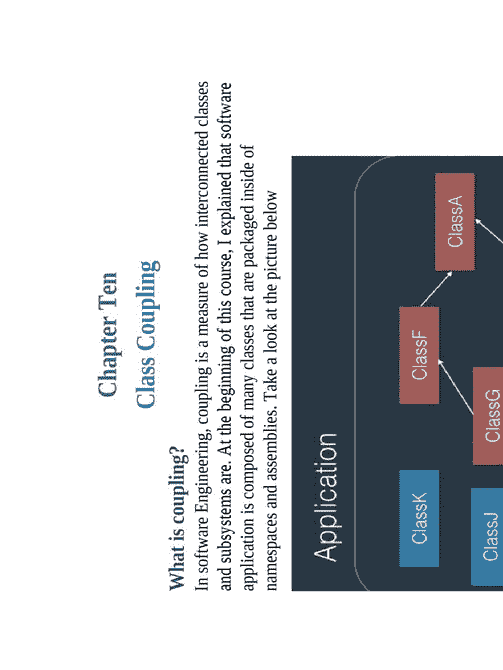 Chapter Ten
Class Coupling
What is coupling?
In software Engineering, coupling is a measure of how interconnected classes
and subsystems are. At the beginning of this course, I explained that software
application is composed of many classes that are packaged inside of
namespaces and assemblies. Take a look at the picture below
Application
ClassK
ClassF
ClassA
ClassJ
ClassG